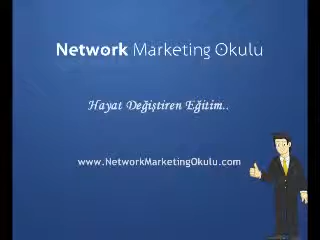 Network Marketing Okulu
Hayat Değiştiren Eğitim..
www.NetworkMarketingOkulu.com